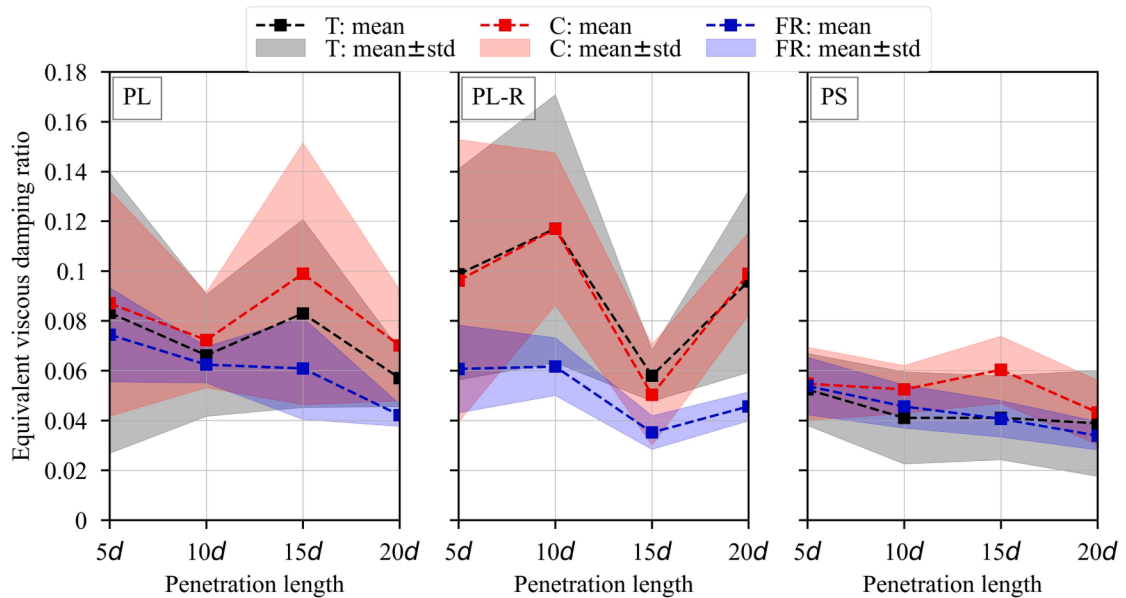 T: mean C: mean FR: mean
T: mean±std C: mean±std FR: mean±std
PL PL-R PS
Equivalent viscous damping ratio
0.18
0.16
0.14
0.12
0.1
0.08
0.06
0.04
0.02
0
5d 10d 15d 20d 5d 10d 15d 20d 5d 10d 15d 20d
Penetration length Penetration length Penetration length